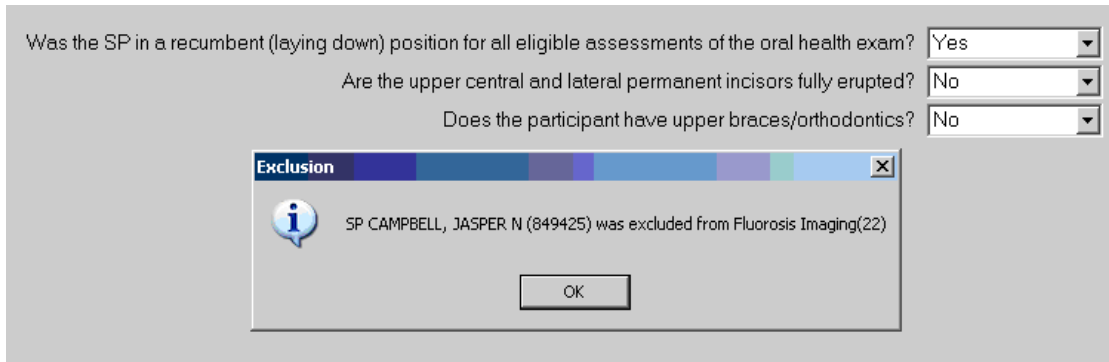 Was the SP in a recumbent (laying down) position for all eligible assessments of the oral health exam? Yes
Are the upper central and lateral permanent incisors fully erupted? No
Does the participant have upper braces/orthodontics? No
Exclusion
SP CAMPBELL, JASPER N (849425) was excluded from Fluorosis Imaging(22)
OK